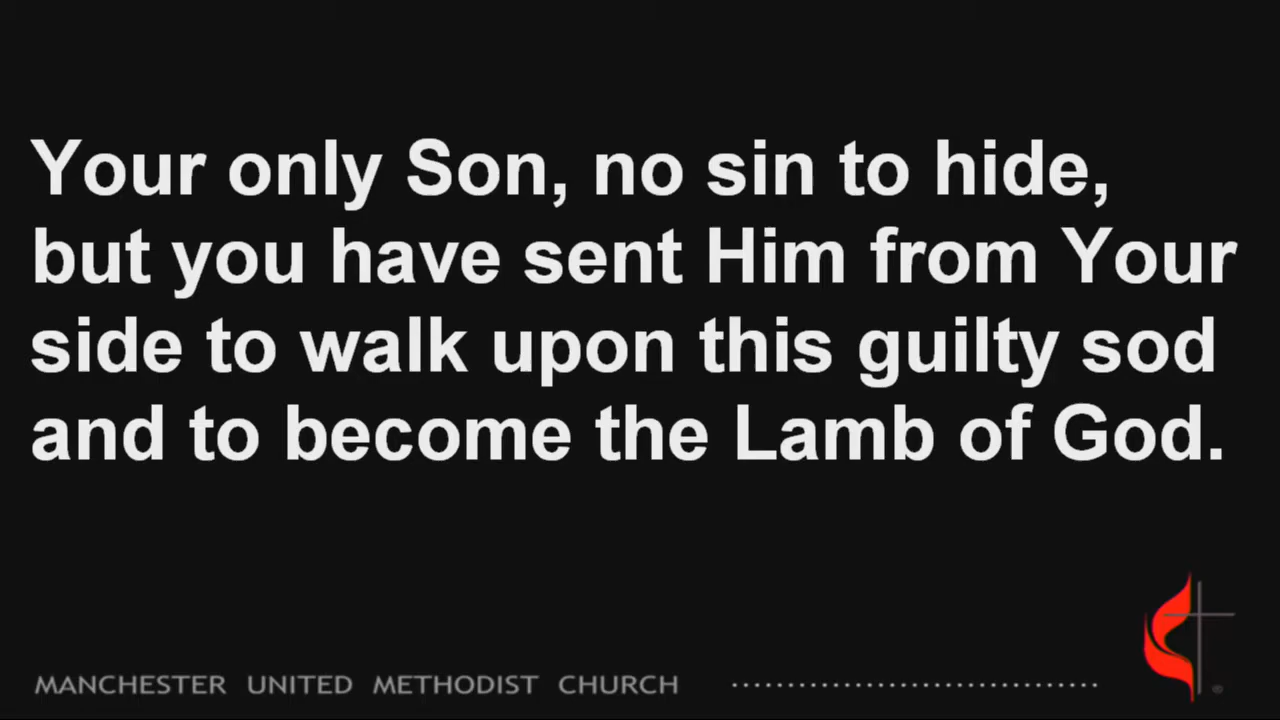 Your only Son, no sin to hide,
but you have sent Him from Your
side to walk upon this guilty sod
and to become the Lamb of God.
MANCHESTER UNITED METHODIST CHURCH
®